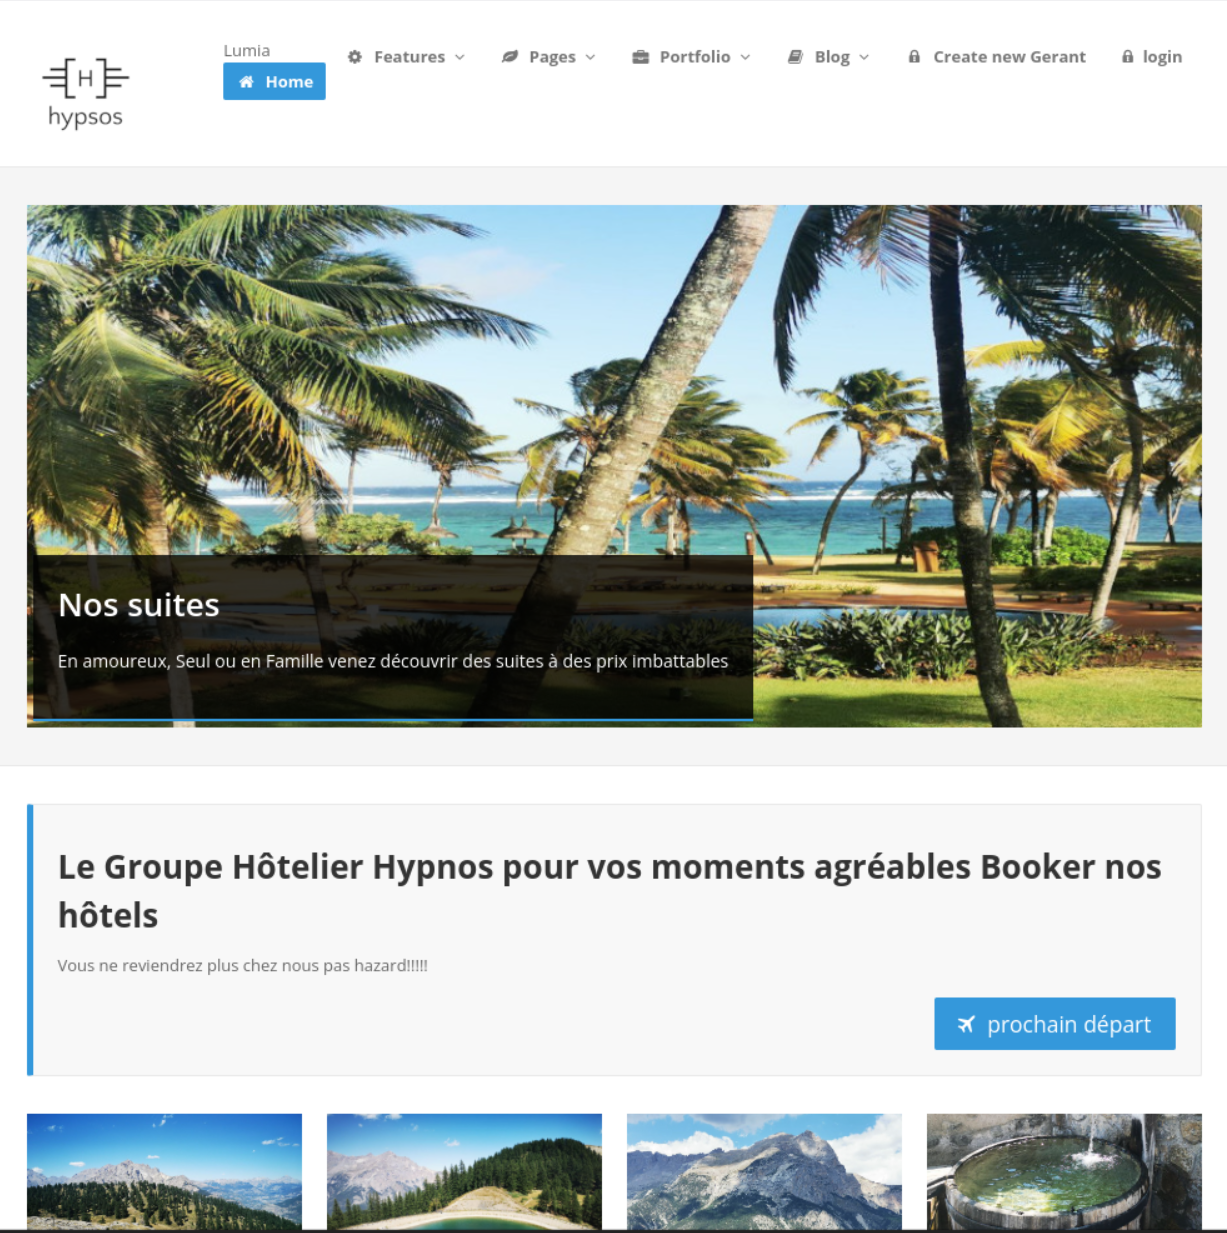 H
hypsos
Lumia
Home
Features
Pages
Portfolio
Blog
Create new Gerant
login
Nos suites
En amoureux, Seul ou en Famille venez découvrir des suites à des prix imbattables
Le Groupe Hôtelier Hypnos pour vos moments agréables Booker nos
hôtels
Vous ne reviendrez plus chez nous pas hazard!!!!!
prochain départ